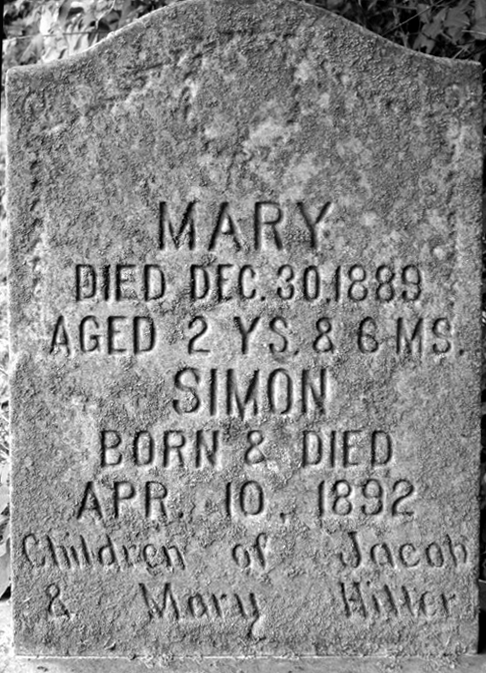 MARY
DIED DEC. 30, 1889
AGED 2 YS. & 6 MS.
SIMON
BORN & DIED
APR. 10, 1892
Children of Jacob
& Mary